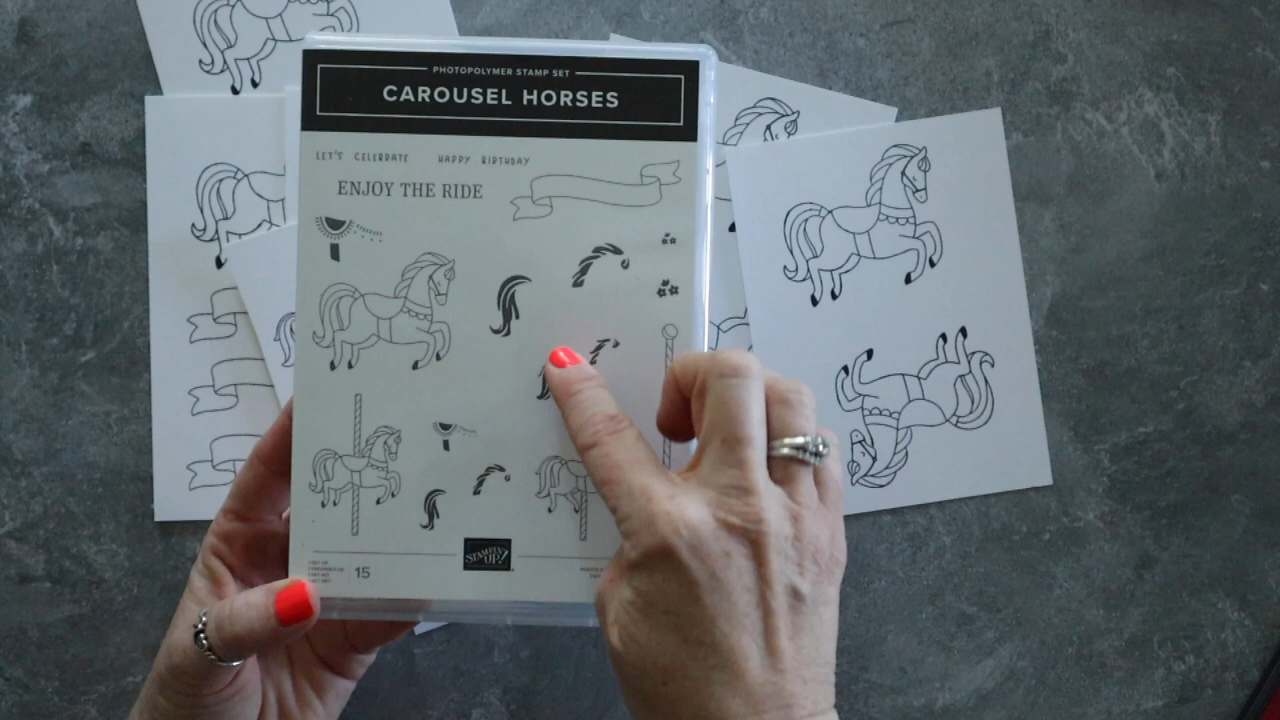 PHOTOPOLYMER STAMP SET
CAROUSEL HORSES
LET'S CELEBRATE HAPPY BIRTHDAY
ENJOY THE RIDE
STAMPIN' UP!
15